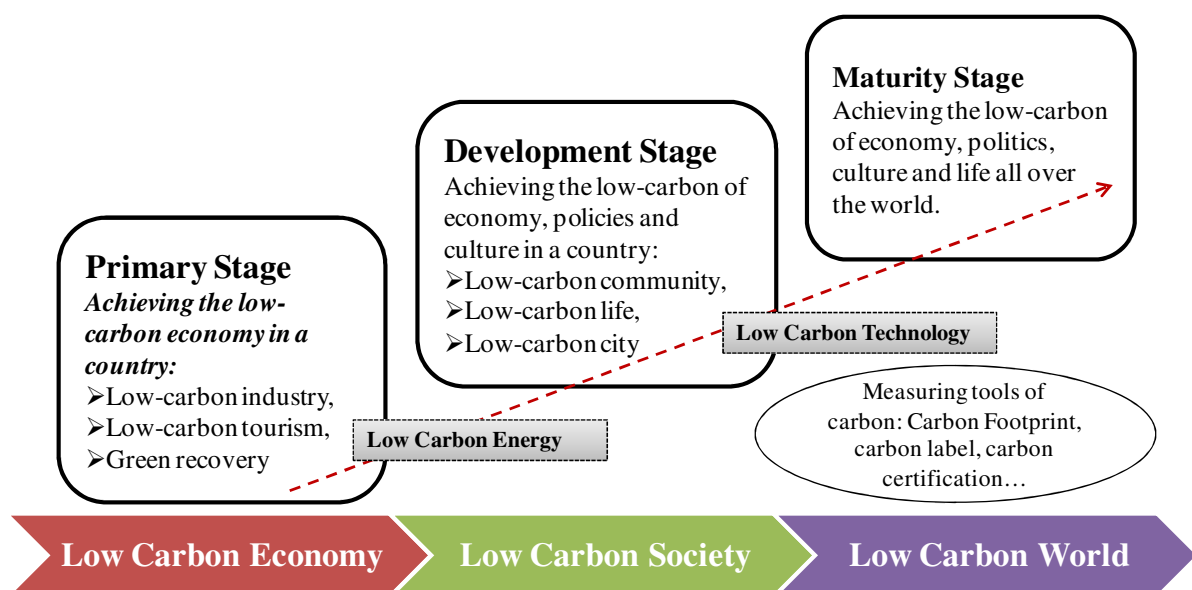 Primary Stage
Achieving the low-
carbon economy in a
country:
➢Low-carbon industry,
➢Low-carbon tourism,
➢Green recovery
Low Carbon Energy
Development Stage
Achieving the low-carbon of
economy, policies and
culture in a country:
➢Low-carbon community,
➢Low-carbon life,
➢Low-carbon city
Low Carbon Technology
Maturity Stage
Achieving the low-carbon
of economy, politics,
culture and life all over
the world.
Measuring tools of
carbon: Carbon Footprint,
carbon label, carbon
certification…
Low Carbon Economy
Low Carbon Society
Low Carbon World